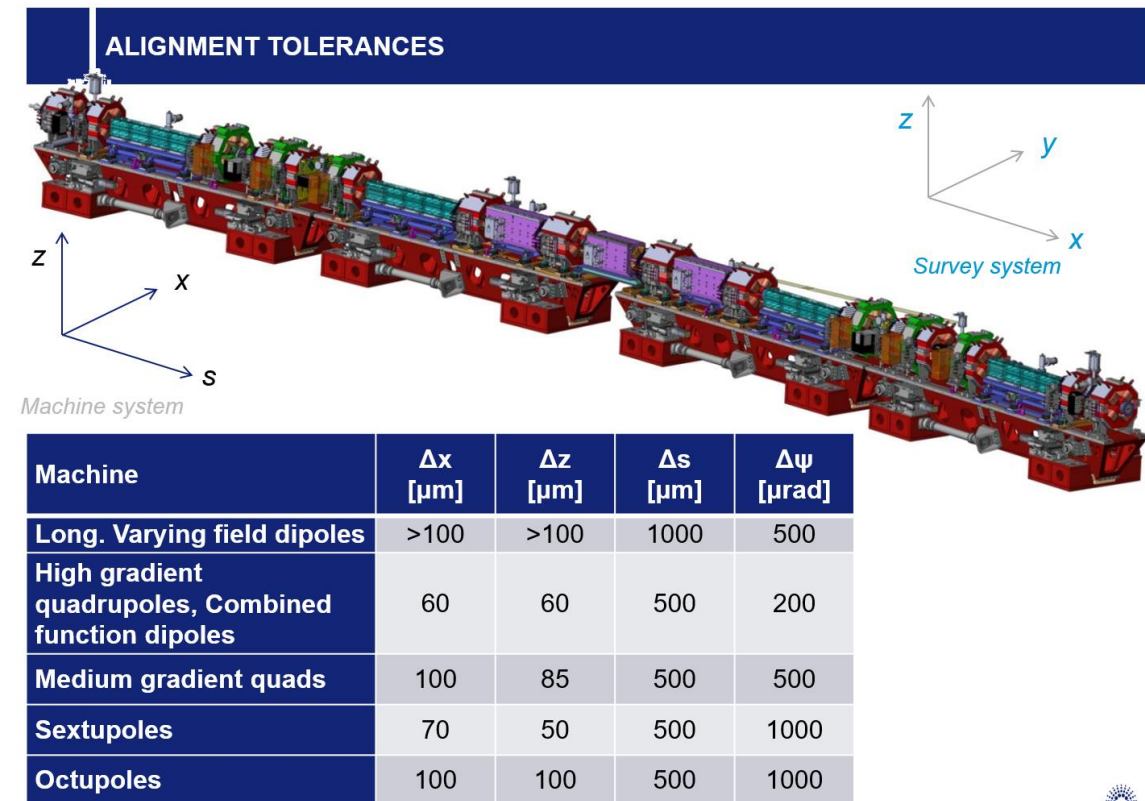 ALIGNMENT TOLERANCES
z
y
x
Survey system
z
x
s
Machine system
Machine Δx [µm] Δz [µm] Δs [µm] Δψ [µrad]
Long. Varying field dipoles >100 >100 1000 500
High gradient
quadrupoles, Combined
function dipoles 60 60 500 200
Medium gradient quads 100 85 500 500
Sextupoles 70 50 500 1000
Octupoles 100 100 500 1000